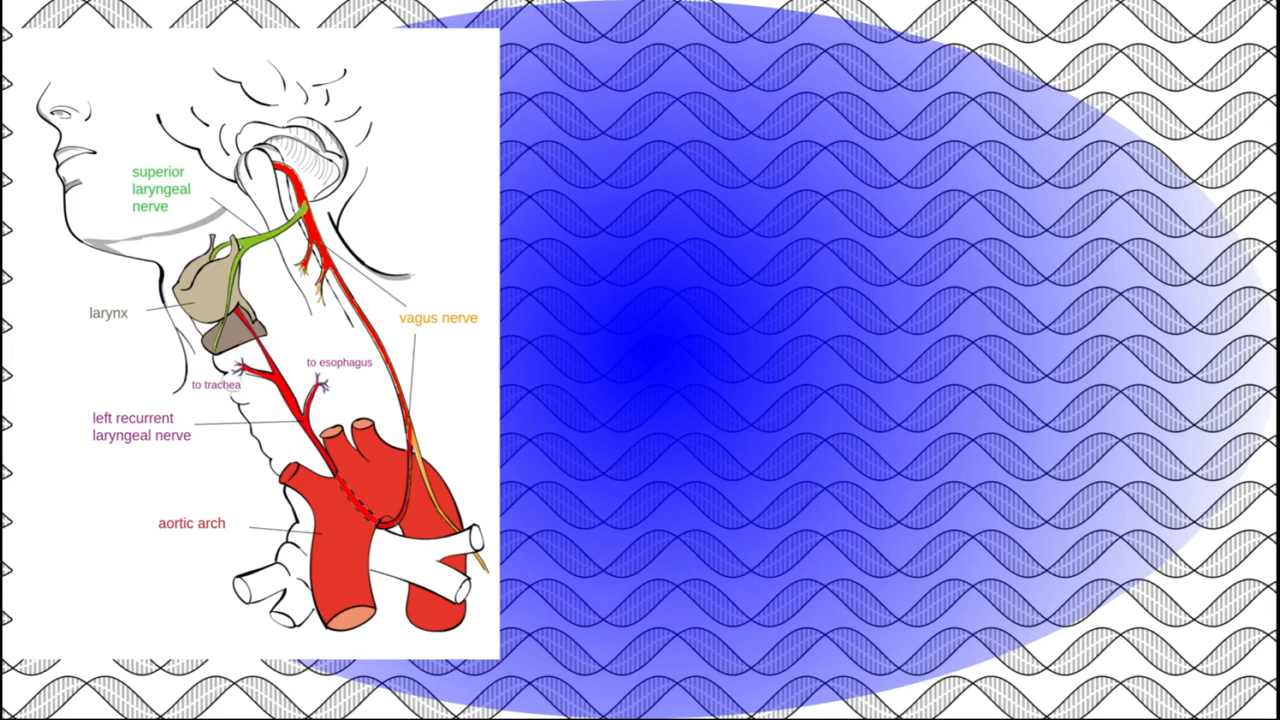 superior
laryngeal
nerve
larynx
vagus nerve
to esophagus
to trachea
left recurrent
laryngeal nerve
aortic arch